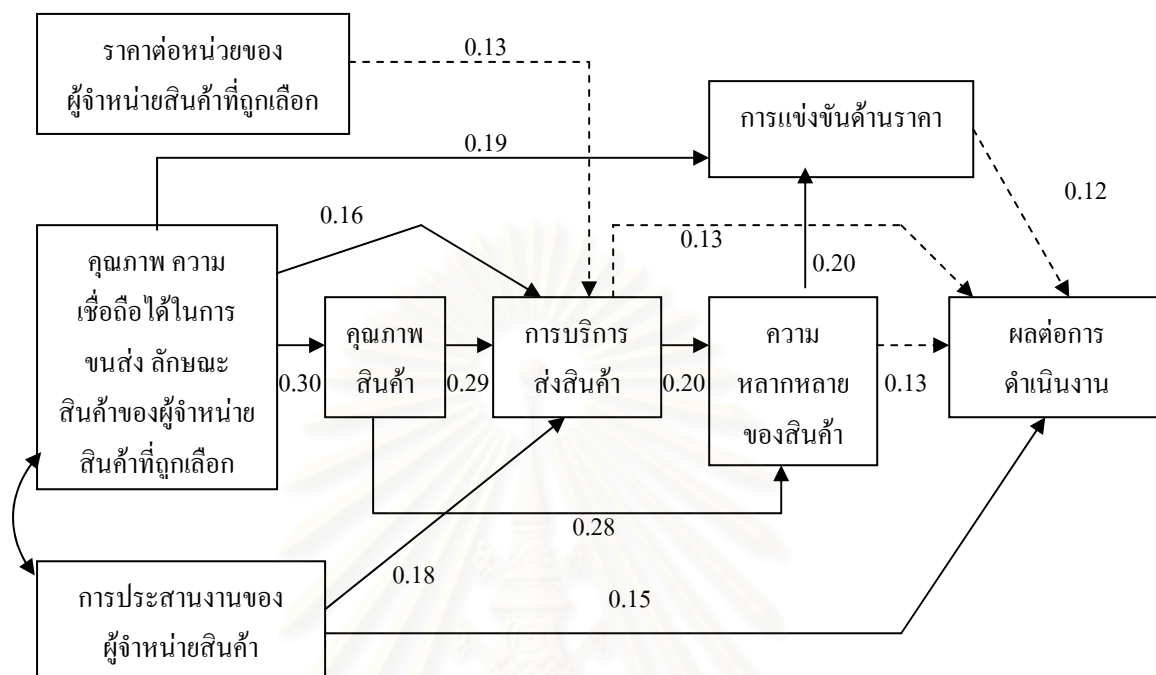 ราคาต่อหน่วยของ
ผู้จำหน่ายสินค้าที่ถูกเลือก
0.13
การแข่งขันด้านราคา
0.19
0.12
0.16
0.13
0.20
คุณภาพ ความ
เชื่อถือได้ในการ
ขนส่ง ลักษณะ
สินค้าของผู้จำหน่าย
สินค้าที่ถูกเลือก
0.30
คุณภาพ
สินค้า
0.29
การบริการ
ส่งสินค้า
0.20
ความ
หลากหลาย
ของสินค้า
0.13
ผลต่อการ
ดำเนินงาน
0.28
0.18
0.15
การประสานงานของ
ผู้จำหน่ายสินค้า